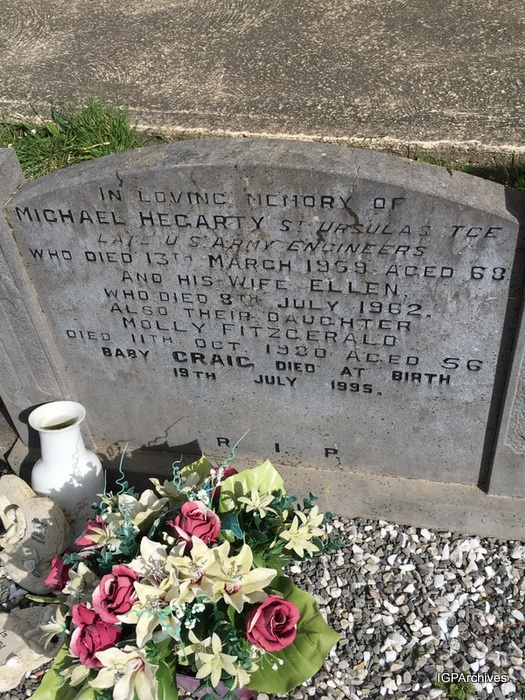 IN LOVING MEMORY OF
MICHAEL HEGARTY ST URSULAS TCE
LATE U S ARMY ENGINEERS
WHO DIED 13TH MARCH 1959 AGED 68
AND HIS WIFE ELLEN,
WHO DIED 8TH JULY 1962.
ALSO THEIR DAUGHTER
MOLLY FITZGERALD
DIED 11TH OCT 1980 AGED 56
BABY CRAIG, DIED AT BIRTH
19TH JULY 1995.
R I P
IGPArchives